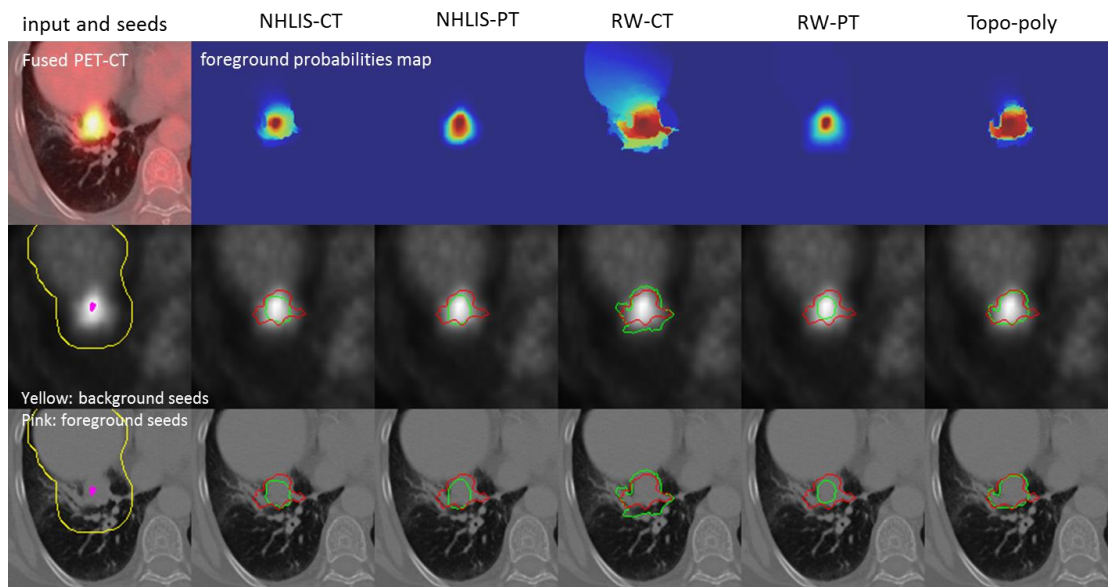 input and seeds
NHLIS-CT
NHLIS-PT
RW-CT
RW-PT
Topo-poly
Fused PET-CT
foreground probabilities map
Yellow: background seeds
Pink: foreground seeds